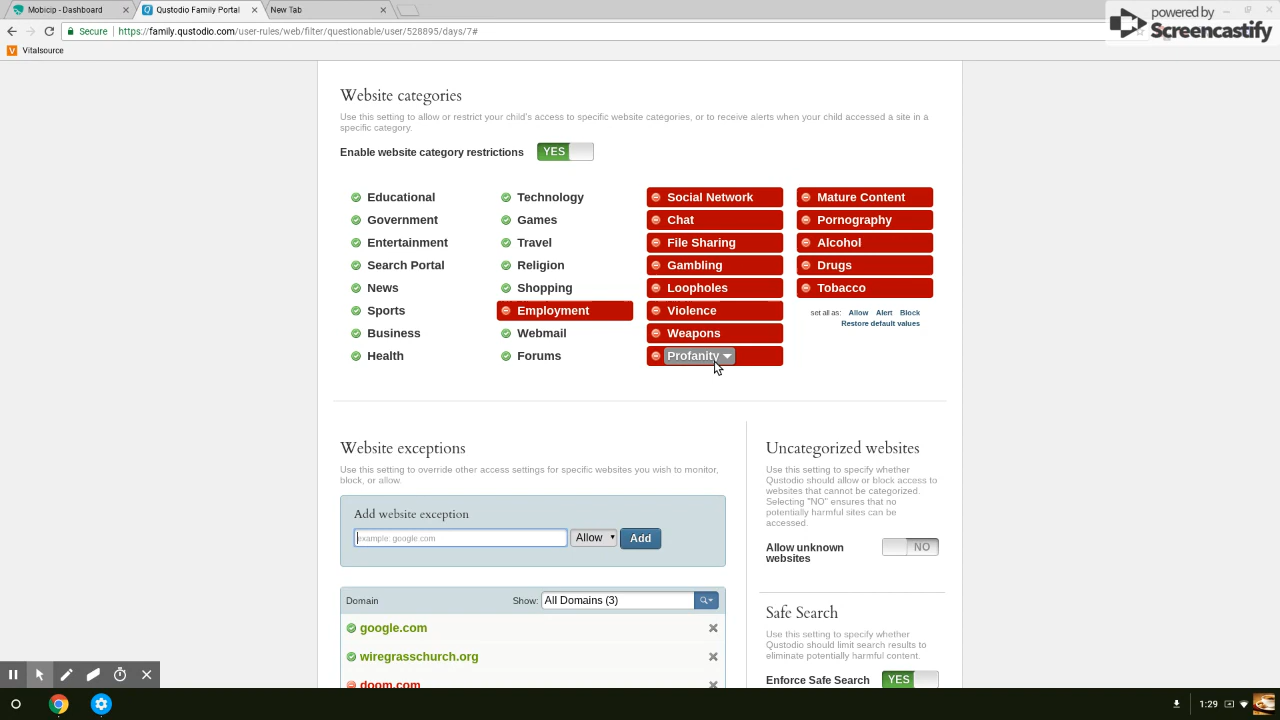 Mobicip - Dashboard
Qustodio Family Portal
New Tab
powered by
Screencastify
Secure
https://family.qustodio.com/user-rules/web/filter/questionable/user/528895/days/7#
Vitalsource
Website categories
Use this setting to allow or restrict your child's access to specific website categories, or to receive alerts when your child accessed a site in a
specific category.
Enable website category restrictions YES
Educational
Government
Entertainment
Search Portal
News
Sports
Business
Health
Technology
Games
Travel
Religion
Shopping
Employment
Webmail
Forums
Social Network
Chat
File Sharing
Gambling
Loopholes
Violence
Weapons
Profanity
Mature Content
Pornography
Alcohol
Drugs
Tobacco
set all as: Allow Alert Block
Restore default values
Website exceptions
Use this setting to override other access settings for specific websites you wish to monitor,
block, or allow.
Add website exception
example: google.com Allow Add
Domain Show: All Domains (3)
google.com
wiregrasschurch.org
doom.com
Uncategorized websites
Use this setting to specify whether
Qustodio should allow or block access to
websites that cannot be categorized.
Selecting "NO" ensures that no
potentially harmful sites can be
accessed.
Allow unknown
websites
NO
Safe Search
Use this setting to specify whether
Qustodio should limit search results to
eliminate potentially harmful content.
Enforce Safe Search YES
1:29